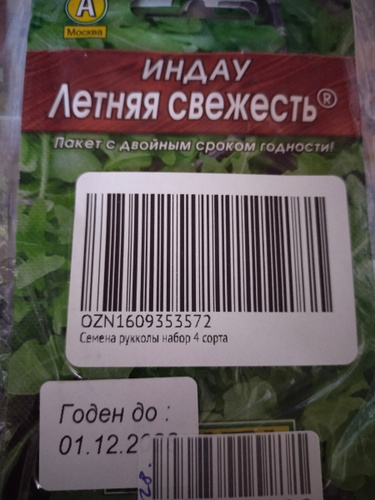 А
Москва
ИНДАУ
Летняя свежесть®
Пакет с двойным сроком годности!
OZN1609353572
Семена рукколы набор 4 сорта
Годен до :